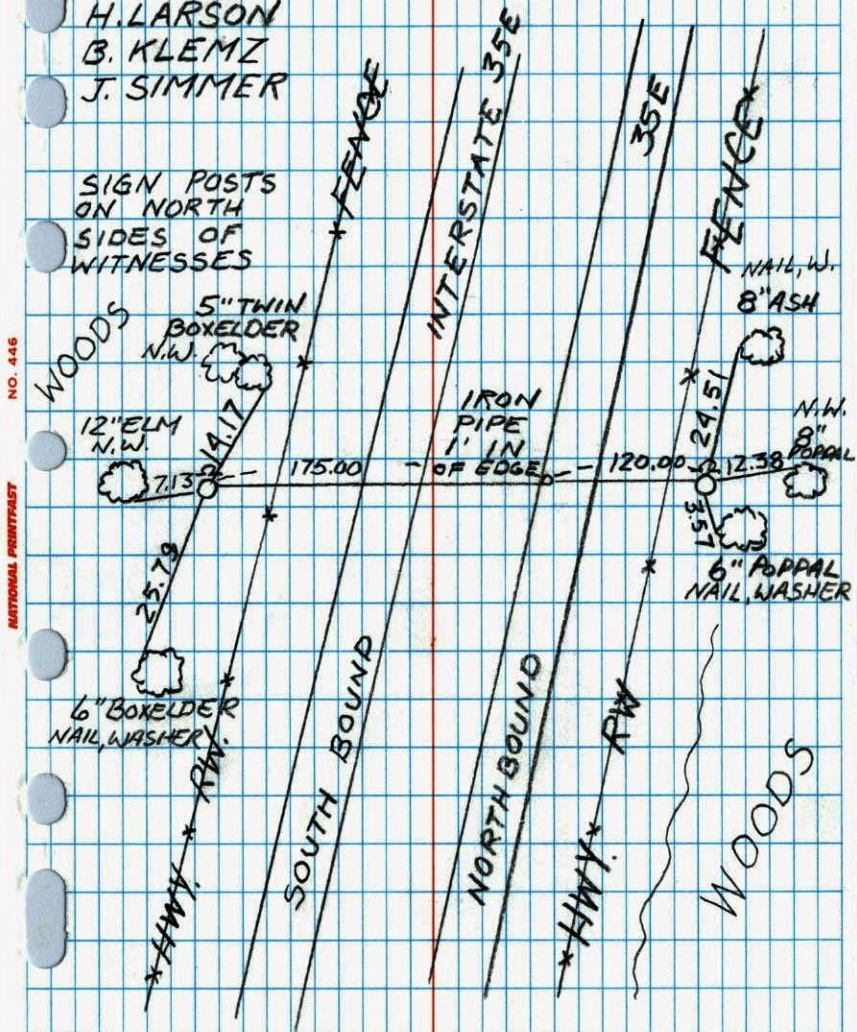 H. LARSON
B. KLEMZ
J. SIMMER
FENCE
INTERSTATE 35E
35E
FENCE
SIGN POSTS
ON NORTH
SIDES OF
WITNESSES
NAIL, W.
8" ASH
WOODS
5" TWIN
BOXELDER
N.W.
NO. 446
12" ELM
N.W.
14.17
IRON
PIPE
1' IN
OF EDGE
24.51
N.W.
8"
POPPAL
7.13
175.00
120.00
12.38
3.57
25.79
6" POPPAL
NAIL, WASHER
NATIONAL PRINTFAST
6" BOXELDER
NAIL, WASHER
HWY. RW.
SOUTH BOUND
NORTH BOUND
HWY. RW
WOODS